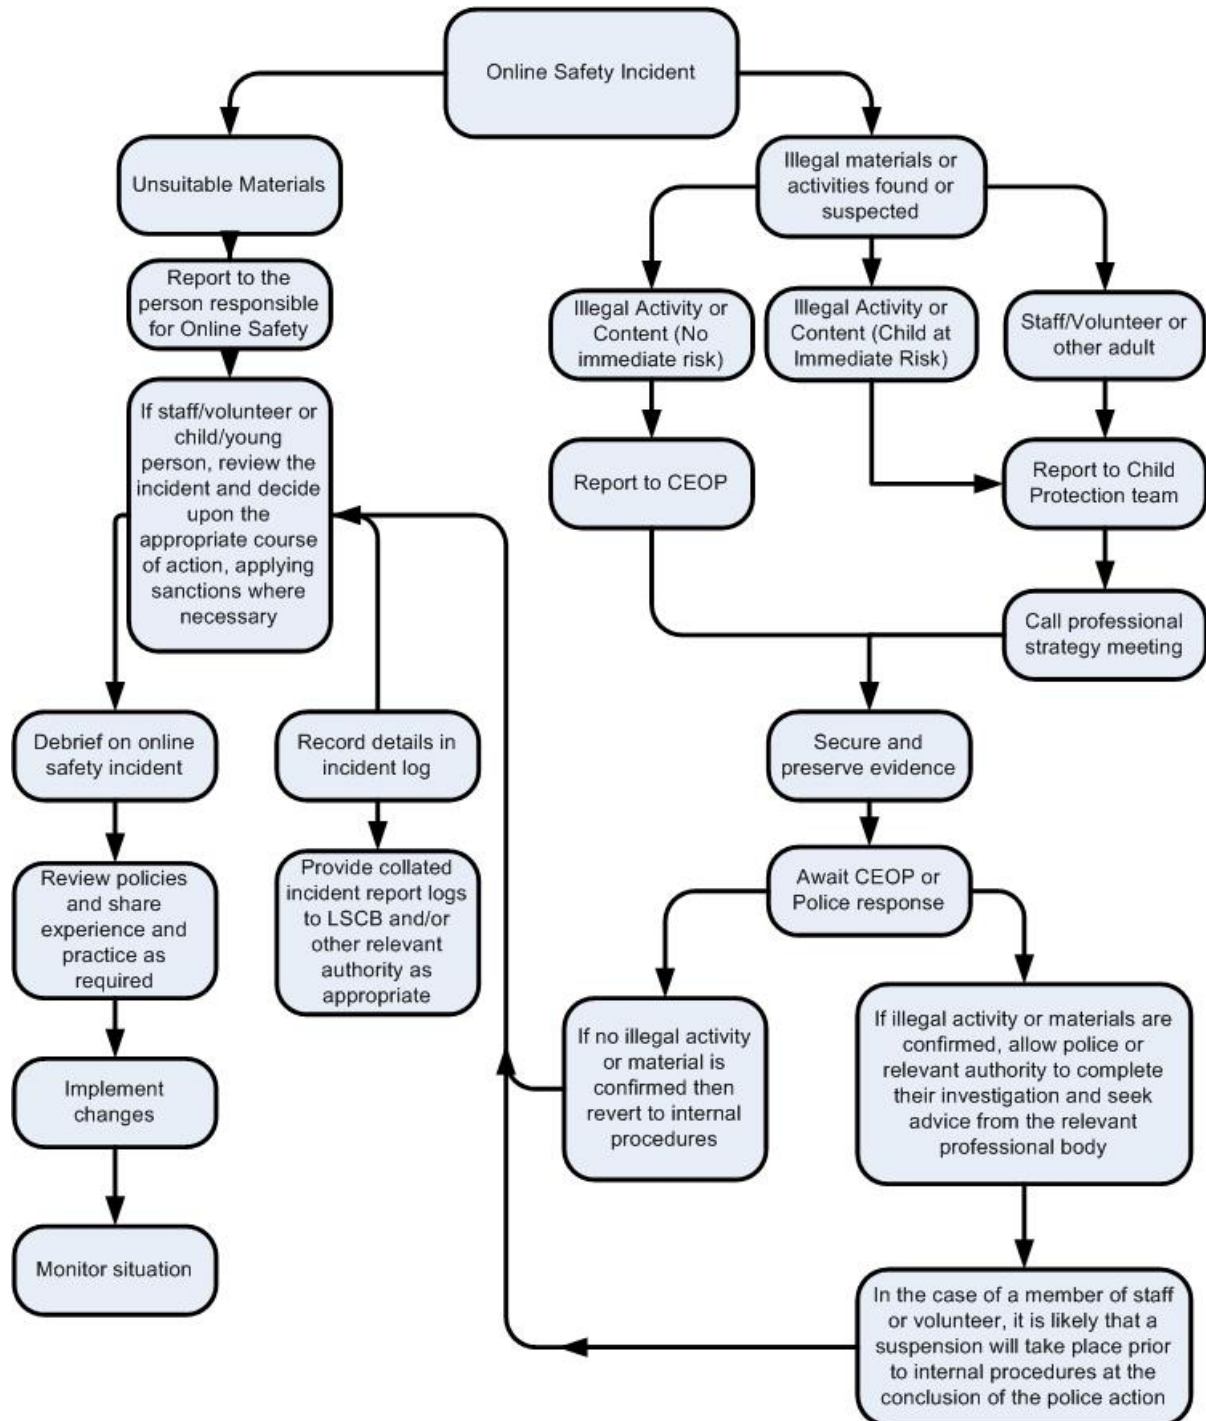 Online Safety Incident
Unsuitable Materials
Illegal materials or
activities found or
suspected
Report to the
person responsible
for Online Safety
Illegal Activity or
Content (No
immediate risk)
Illegal Activity or
Content (Child at
Immediate Risk)
Staff/Volunteer or
other adult
If staff/volunteer or
child/young
person, review the
incident and decide
upon the
appropriate course
of action, applying
sanctions where
necessary
Report to CEOP
Report to Child
Protection team
Call professional
strategy meeting
Debrief on online
safety incident
Record details in
incident log
Secure and
preserve evidence
Review policies
and share
experience and
practice as
required
Provide collated
incident report logs
to LSCB and/or
other relevant
authority as
appropriate
Await CEOP or
Police response
If no illegal activity
or material is
confirmed then
revert to internal
procedures
If illegal activity or materials are
confirmed, allow police or
relevant authority to complete
their investigation and seek
advice from the relevant
professional body
Implement
changes
Monitor situation
In the case of a member of staff
or volunteer, it is likely that a
suspension will take place prior
to internal procedures at the
conclusion of the police action